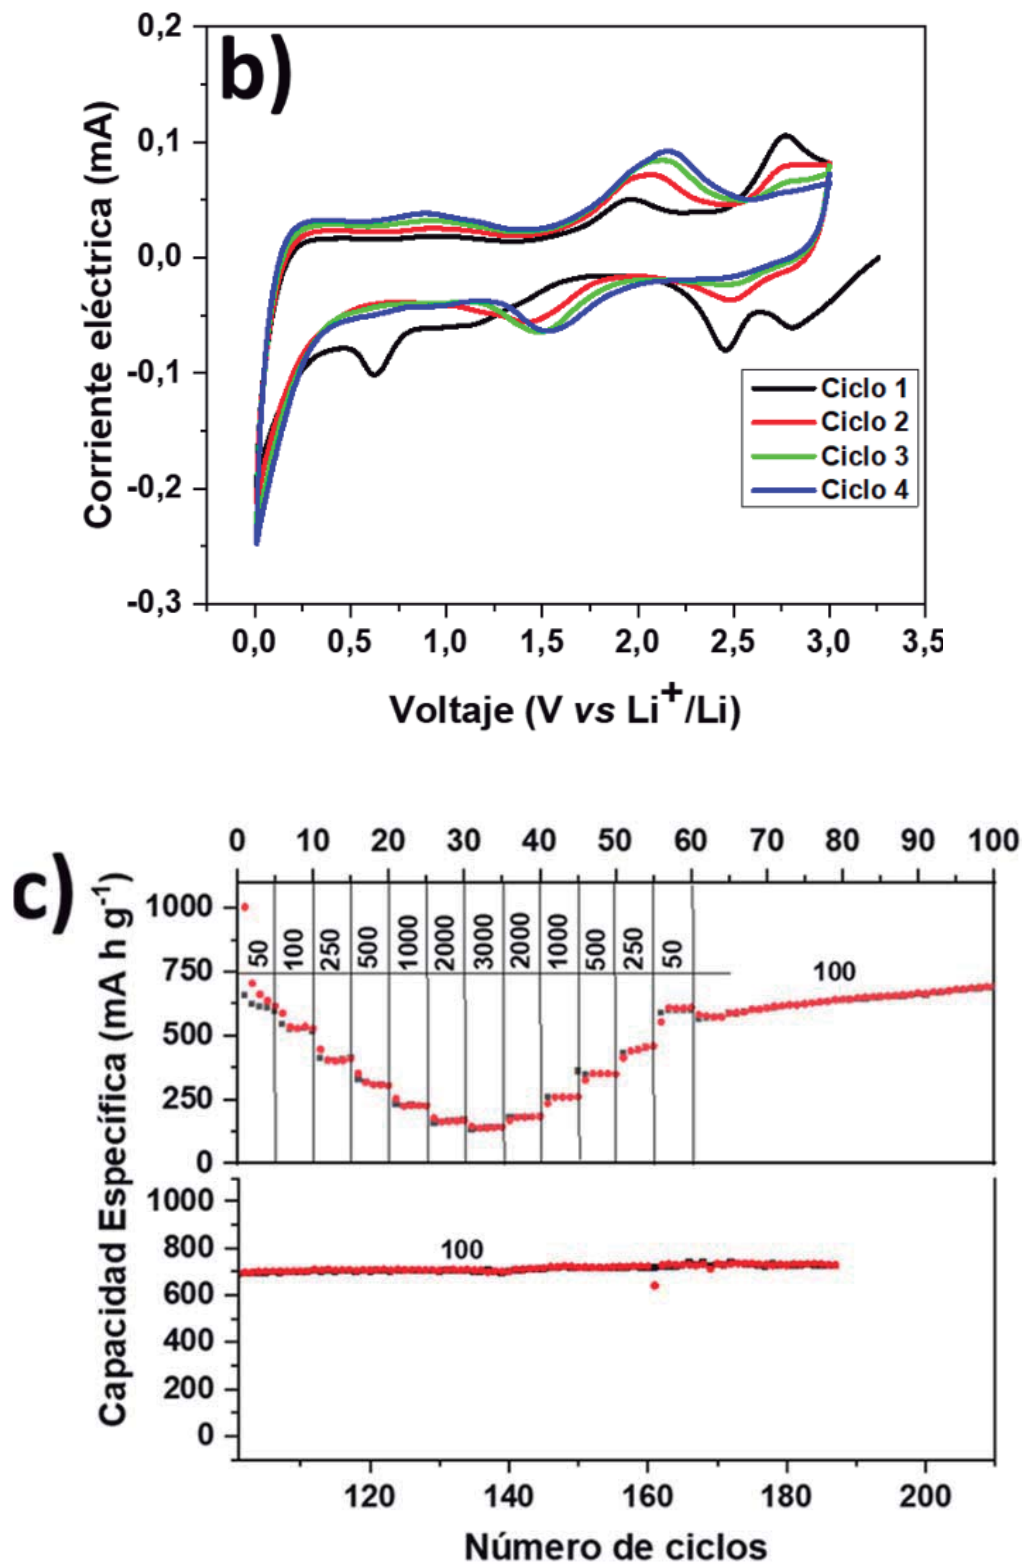 b)
0,2
0,1
0,0
-0,1
-0,2
-0,3
Corriente eléctrica (mA)
Ciclo 1
Ciclo 2
Ciclo 3
Ciclo 4
0,0 0,5 1,0 1,5 2,0 2,5 3,0 3,5
Voltaje (V vs Li⁺/Li)
c)
0 10 20 30 40 50 60 70 80 90 100
1000
750
500
250
0
50 100 250 500 1000 2000 3000 2000 1000 500 250 50
100
Capacidad Específica (mA h g⁻¹)
1000
800
600
400
200
0
100
120 140 160 180 200
Número de ciclos